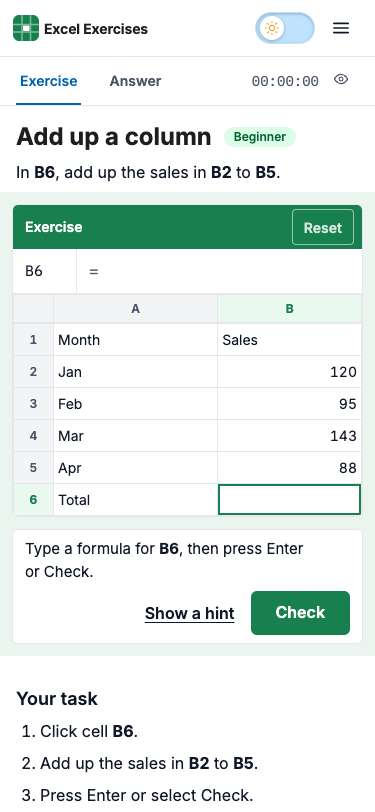 Excel Exercises
Exercise Answer 00:00:00
Add up a column Beginner
In B6, add up the sales in B2 to B5.
Exercise Reset
B6 =
A B
1 Month Sales
2 Jan 120
3 Feb 95
4 Mar 143
5 Apr 88
6 Total
Type a formula for B6, then press Enter
or Check.
Show a hint Check
Your task
1. Click cell B6.
2. Add up the sales in B2 to B5.
3. Press Enter or select Check.